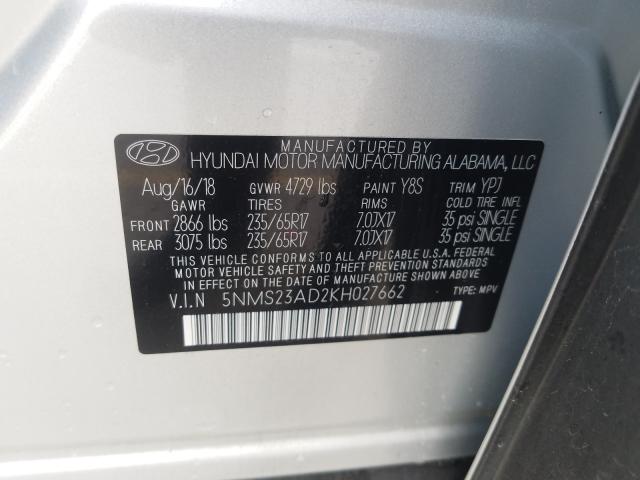 MANUFACTURED BY
HYUNDAI MOTOR MANUFACTURING ALABAMA, LLC
Aug/16/18 GVWR 4729 lbs PAINT Y8S TRIM YPJ
GAWR TIRES RIMS COLD TIRE INFL
FRONT 2866 lbs 235/65R17 7.0JX17 35 psi SINGLE
REAR 3075 lbs 235/65R17 7.0JX17 35 psi SINGLE
THIS VEHICLE CONFORMS TO ALL APPLICABLE U.S.A. FEDERAL
MOTOR VEHICLE SAFETY AND THEFT PREVENTION STANDARDS
IN EFFECT ON THE DATE OF MANUFACTURE SHOWN ABOVE.
V.I.N 5NMS23AD2KH027662 TYPE: MPV